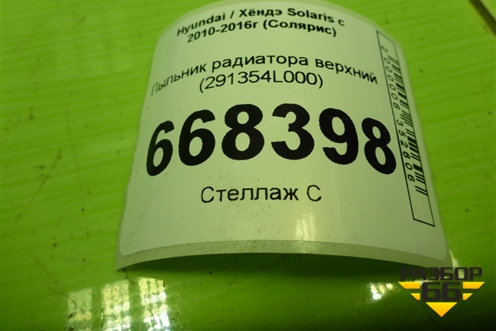 Hyundai / Хёндэ Solaris с
2010-2016г (Солярис)
Пыльник радиатора верхний
(291354L000)
668398
Стеллаж С
РАЗБОР
66